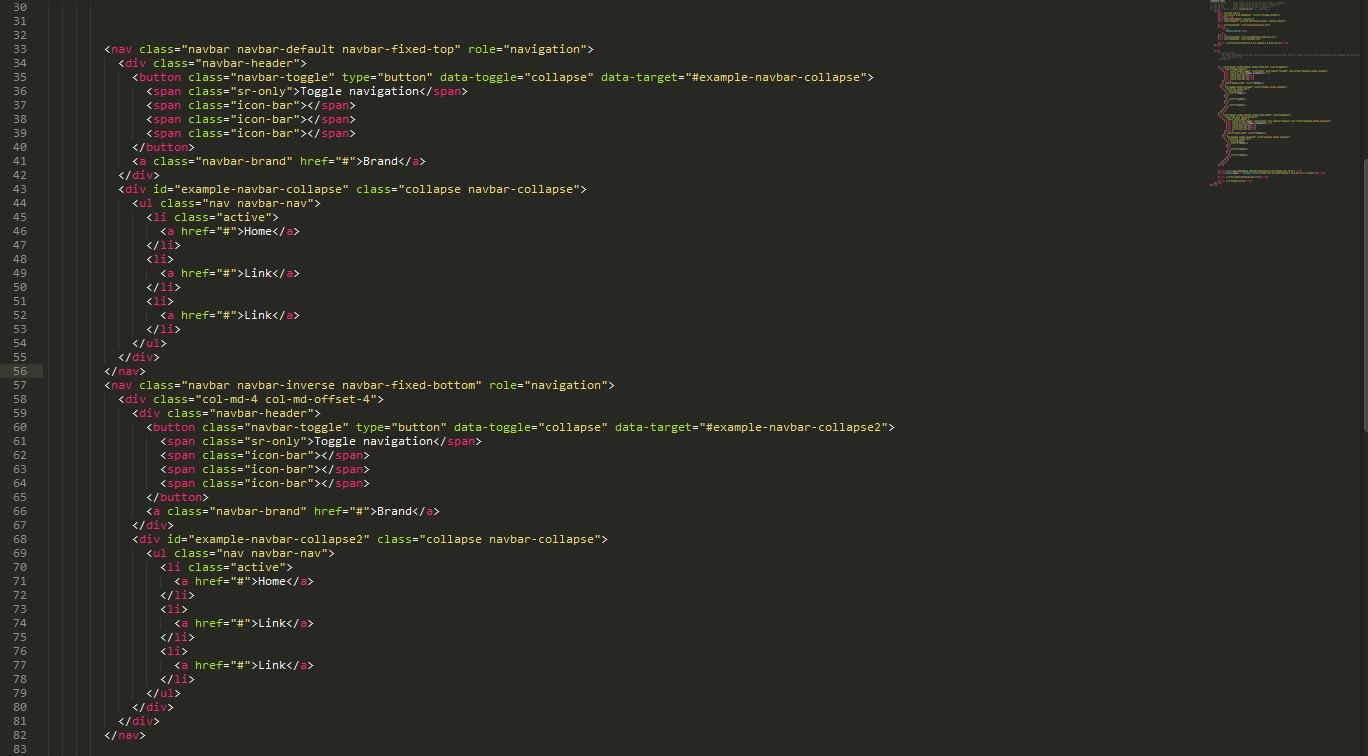 30
31
32
33 <nav class="navbar navbar-default navbar-fixed-top" role="navigation">
34 <div class="navbar-header">
35 <button class="navbar-toggle" type="button" data-toggle="collapse" data-target="#example-navbar-collapse">
36 <span class="sr-only">Toggle navigation</span>
37 <span class="icon-bar"></span>
38 <span class="icon-bar"></span>
39 <span class="icon-bar"></span>
40 </button>
41 <a class="navbar-brand" href="#">Brand</a>
42 </div>
43 <div id="example-navbar-collapse" class="collapse navbar-collapse">
44 <ul class="nav navbar-nav">
45 <li class="active">
46 <a href="#">Home</a>
47 </li>
48 <li>
49 <a href="#">Link</a>
50 </li>
51 <li>
52 <a href="#">Link</a>
53 </li>
54 </ul>
55 </div>
56 </nav>
57 <nav class="navbar navbar-inverse navbar-fixed-bottom" role="navigation">
58 <div class="col-md-4 col-md-offset-4">
59 <div class="navbar-header">
60 <button class="navbar-toggle" type="button" data-toggle="collapse" data-target="#example-navbar-collapse2">
61 <span class="sr-only">Toggle navigation</span>
62 <span class="icon-bar"></span>
63 <span class="icon-bar"></span>
64 <span class="icon-bar"></span>
65 </button>
66 <a class="navbar-brand" href="#">Brand</a>
67 </div>
68 <div id="example-navbar-collapse2" class="collapse navbar-collapse">
69 <ul class="nav navbar-nav">
70 <li class="active">
71 <a href="#">Home</a>
72 </li>
73 <li>
74 <a href="#">Link</a>
75 </li>
76 <li>
77 <a href="#">Link</a>
78 </li>
79 </ul>
80 </div>
81 </div>
82 </nav>
83